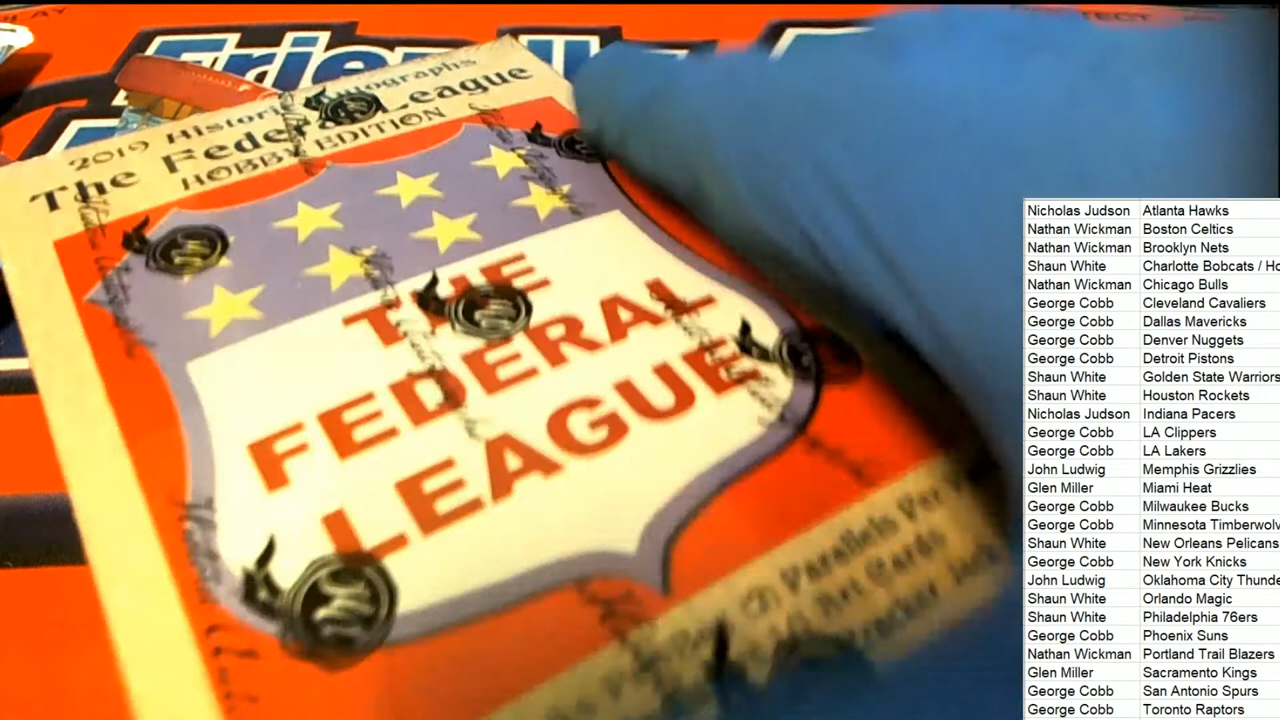 2019 Historic Autographs
The Federal League
HOBBY EDITION
THE
FEDERAL
LEAGUE
(2) Parallels Per
Set Cards
Nicholas Judson Atlanta Hawks
Nathan Wickman Boston Celtics
Nathan Wickman Brooklyn Nets
Shaun White Charlotte Bobcats / Ho
Nathan Wickman Chicago Bulls
George Cobb Cleveland Cavaliers
George Cobb Dallas Mavericks
George Cobb Denver Nuggets
George Cobb Detroit Pistons
Shaun White Golden State Warriors
Shaun White Houston Rockets
Nicholas Judson Indiana Pacers
George Cobb LA Clippers
George Cobb LA Lakers
John Ludwig Memphis Grizzlies
Glen Miller Miami Heat
George Cobb Milwaukee Bucks
George Cobb Minnesota Timberwolv
Shaun White New Orleans Pelicans
George Cobb New York Knicks
John Ludwig Oklahoma City Thunde
Shaun White Orlando Magic
Shaun White Philadelphia 76ers
George Cobb Phoenix Suns
Nathan Wickman Portland Trail Blazers
Glen Miller Sacramento Kings
George Cobb San Antonio Spurs
George Cobb Toronto Raptors